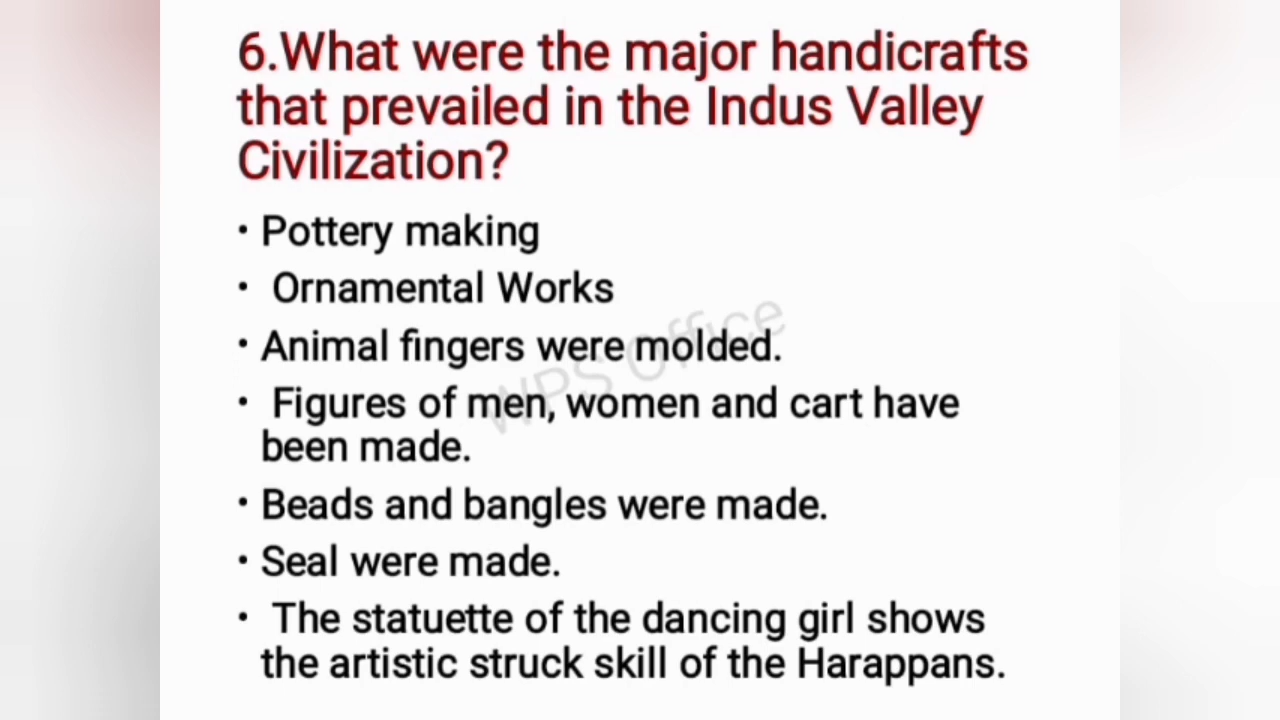 6.What were the major handicrafts
that prevailed in the Indus Valley
Civilization?
• Pottery making
• Ornamental Works
• Animal fingers were molded.
• Figures of men, women and cart have
been made.
• Beads and bangles were made.
• Seal were made.
• The statuette of the dancing girl shows
the artistic struck skill of the Harappans.
WPS Office